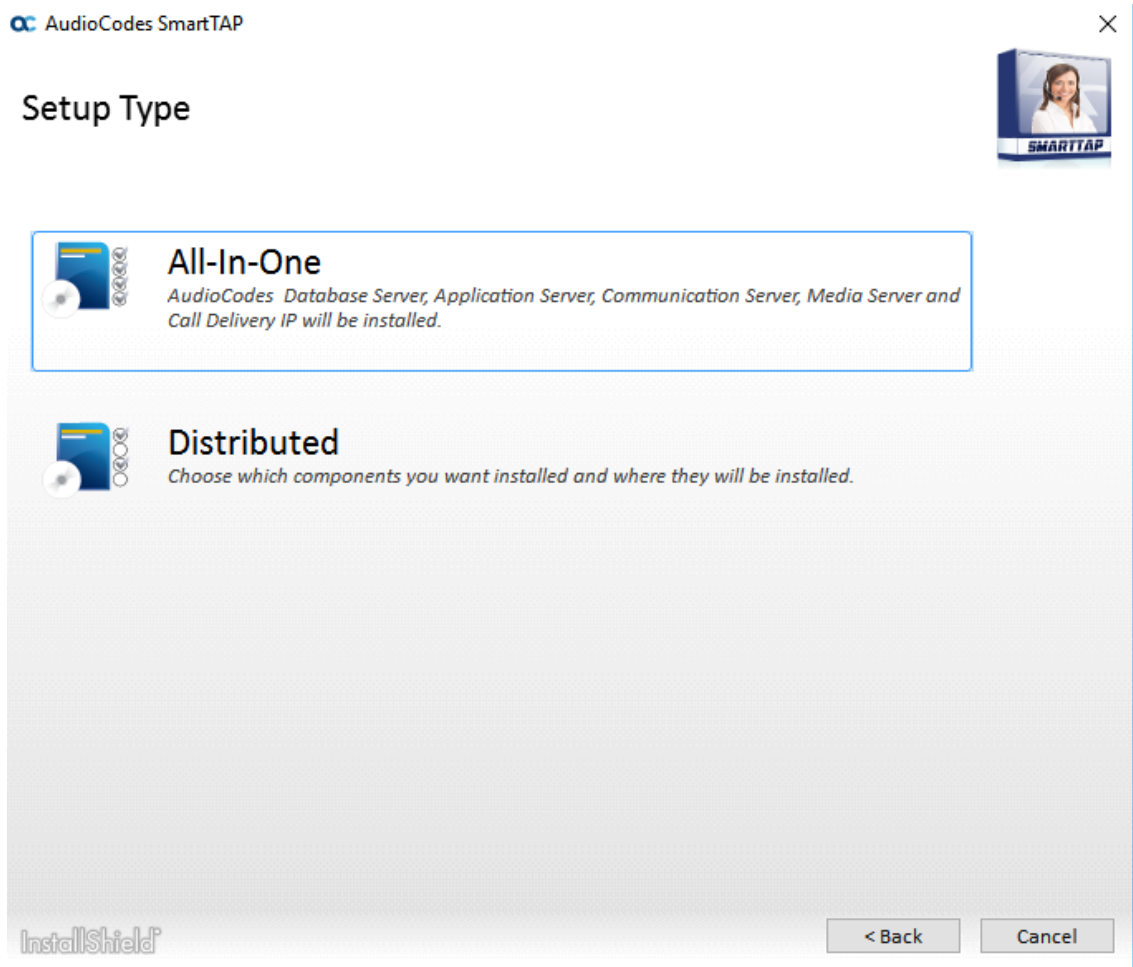 AudioCodes SmartTAP
Setup Type
SMARTTAP
All-In-One
AudioCodes  Database Server, Application Server, Communication Server, Media Server and
Call Delivery IP will be installed.
Distributed
Choose which components you want installed and where they will be installed.
InstallShield
< Back
Cancel